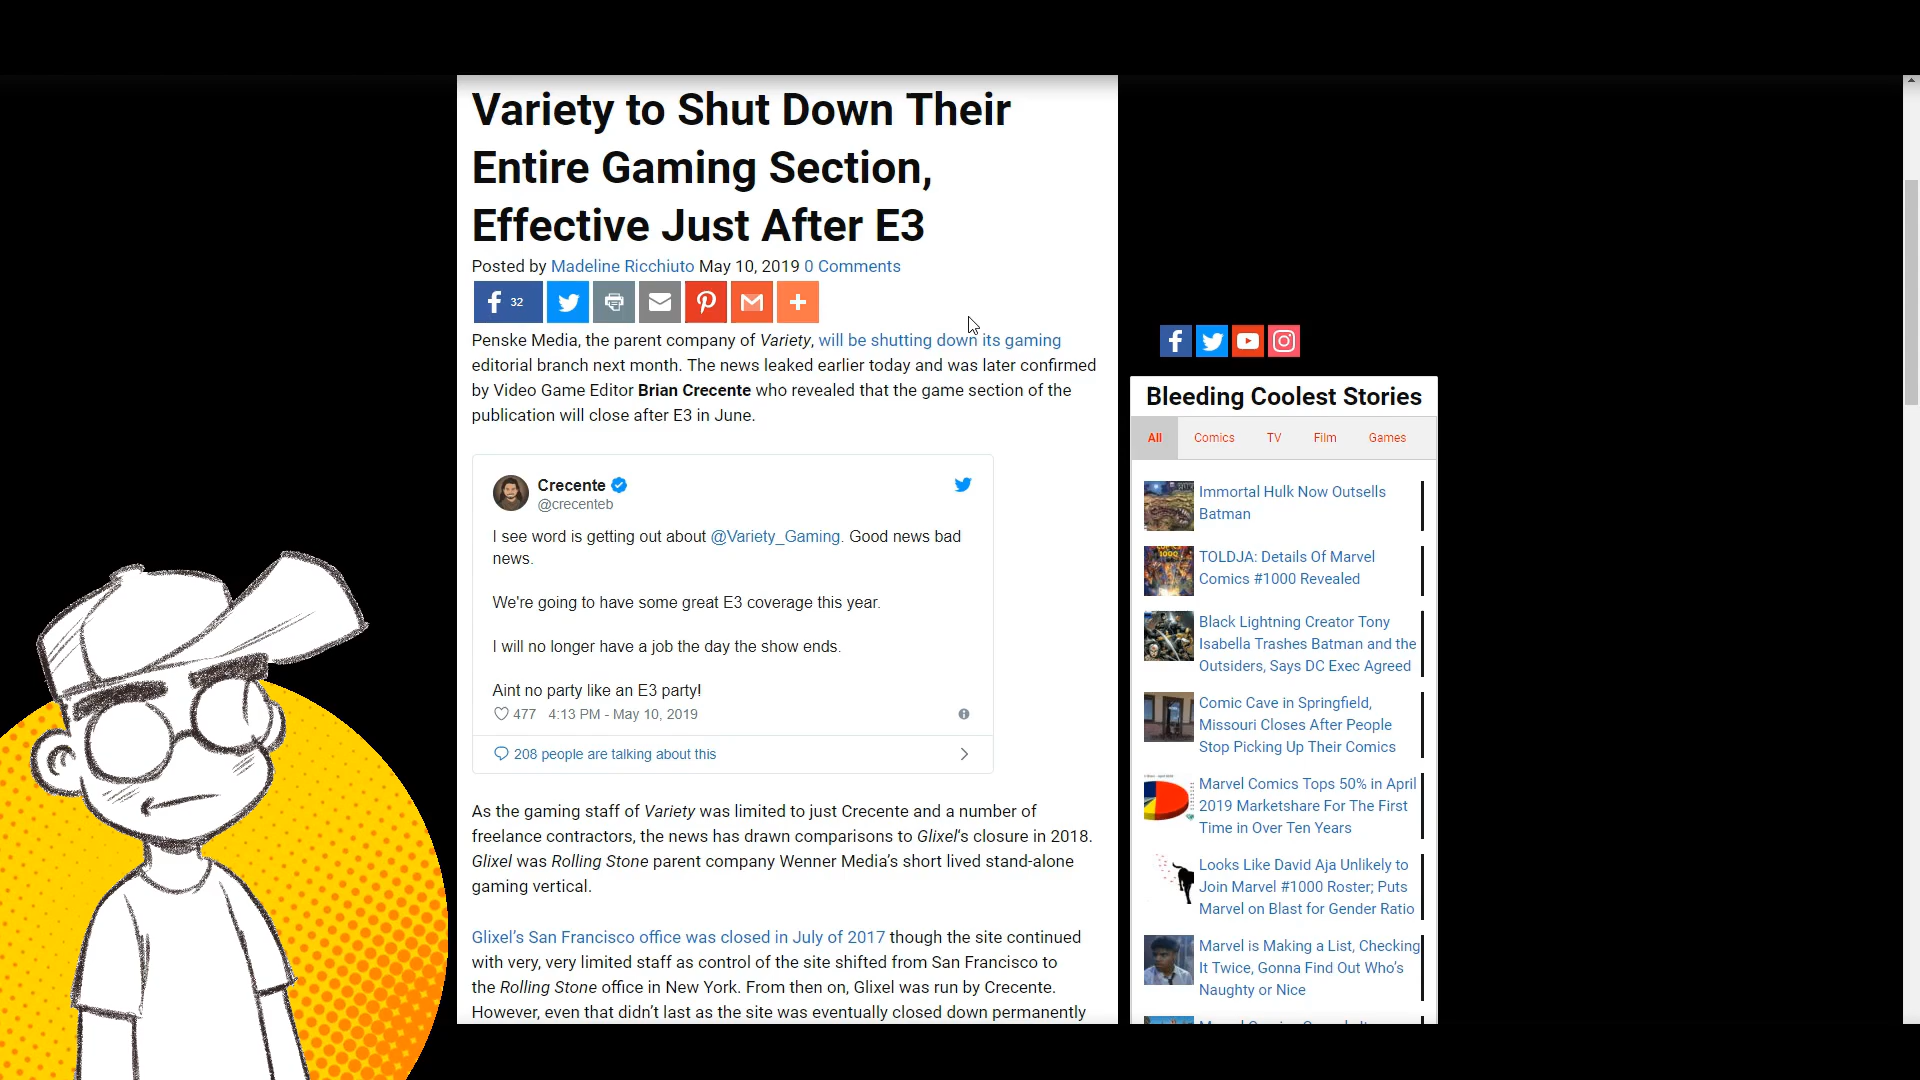 Variety to Shut Down Their
Entire Gaming Section,
Effective Just After E3
Posted by Madeline Ricchiuto May 10, 2019 0 Comments
32
Penske Media, the parent company of Variety, will be shutting down its gaming
editorial branch next month. The news leaked earlier today and was later confirmed
by Video Game Editor Brian Crecente who revealed that the game section of the
publication will close after E3 in June.
Crecente
@crecenteb
I see word is getting out about @Variety_Gaming. Good news bad
news.
We're going to have some great E3 coverage this year.
I will no longer have a job the day the show ends.
Aint no party like an E3 party!
477 4:13 PM - May 10, 2019
208 people are talking about this
As the gaming staff of Variety was limited to just Crecente and a number of
freelance contractors, the news has drawn comparisons to Glixel's closure in 2018.
Glixel was Rolling Stone parent company Wenner Media's short lived stand-alone
gaming vertical.
Glixel's San Francisco office was closed in July of 2017 though the site continued
with very, very limited staff as control of the site shifted from San Francisco to
the Rolling Stone office in New York. From then on, Glixel was run by Crecente.
However, even that didn't last as the site was eventually closed down permanently
Bleeding Coolest Stories
All Comics TV Film Games
Immortal Hulk Now Outsells
Batman
TOLDJA: Details Of Marvel
Comics #1000 Revealed
Black Lightning Creator Tony
Isabella Trashes Batman and the
Outsiders, Says DC Exec Agreed
Comic Cave in Springfield,
Missouri Closes After People
Stop Picking Up Their Comics
Marvel Comics Tops 50% in April
2019 Marketshare For The First
Time in Over Ten Years
Looks Like David Aja Unlikely to
Join Marvel #1000 Roster; Puts
Marvel on Blast for Gender Ratio
Marvel is Making a List, Checking
It Twice, Gonna Find Out Who's
Naughty or Nice